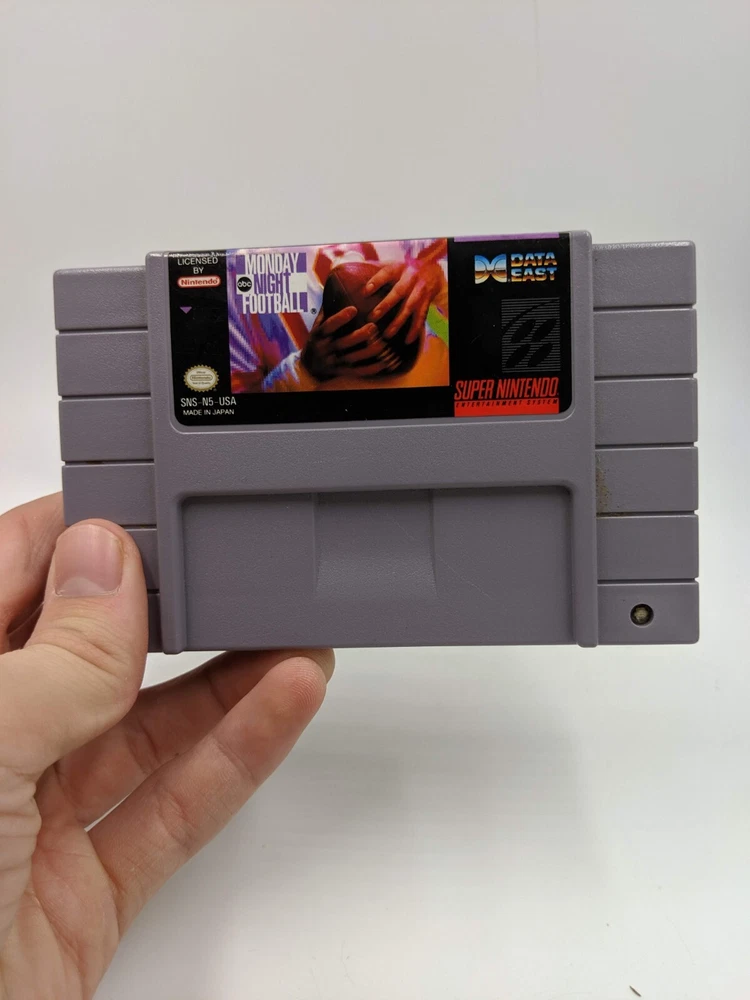 LICENSED
BY
Nintendo
MONDAY
abc
NIGHT
FOOTBALL
®
DATA
EAST
SNS-N5-USA
MADE IN JAPAN
SUPER NINTENDO
ENTERTAINMENT SYSTEM